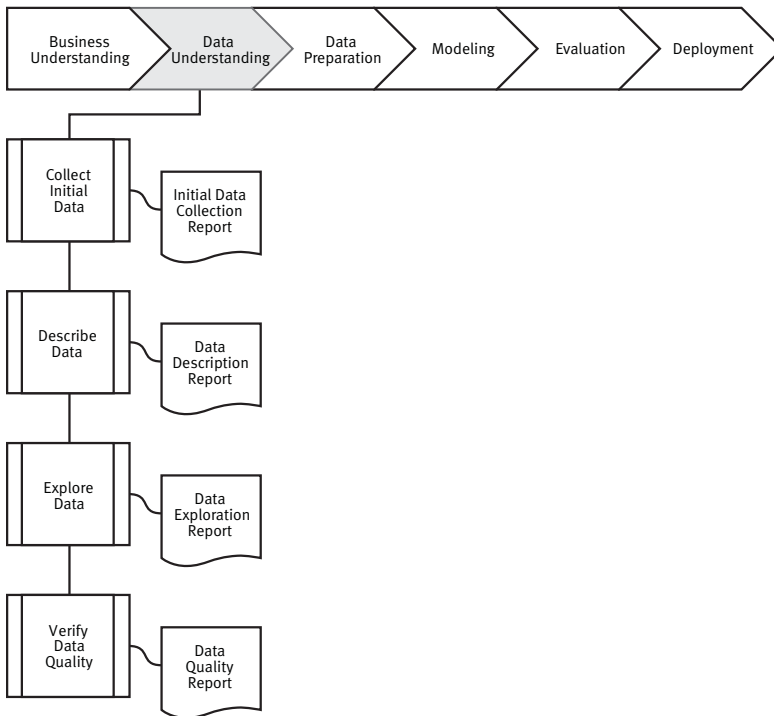 Business
Understanding
Data
Understanding
Data
Preparation
Modeling
Evaluation
Deployment
Collect
Initial
Data
Initial Data
Collection
Report
Describe
Data
Data
Description
Report
Explore
Data
Data
Exploration
Report
Verify
Data
Quality
Data
Quality
Report